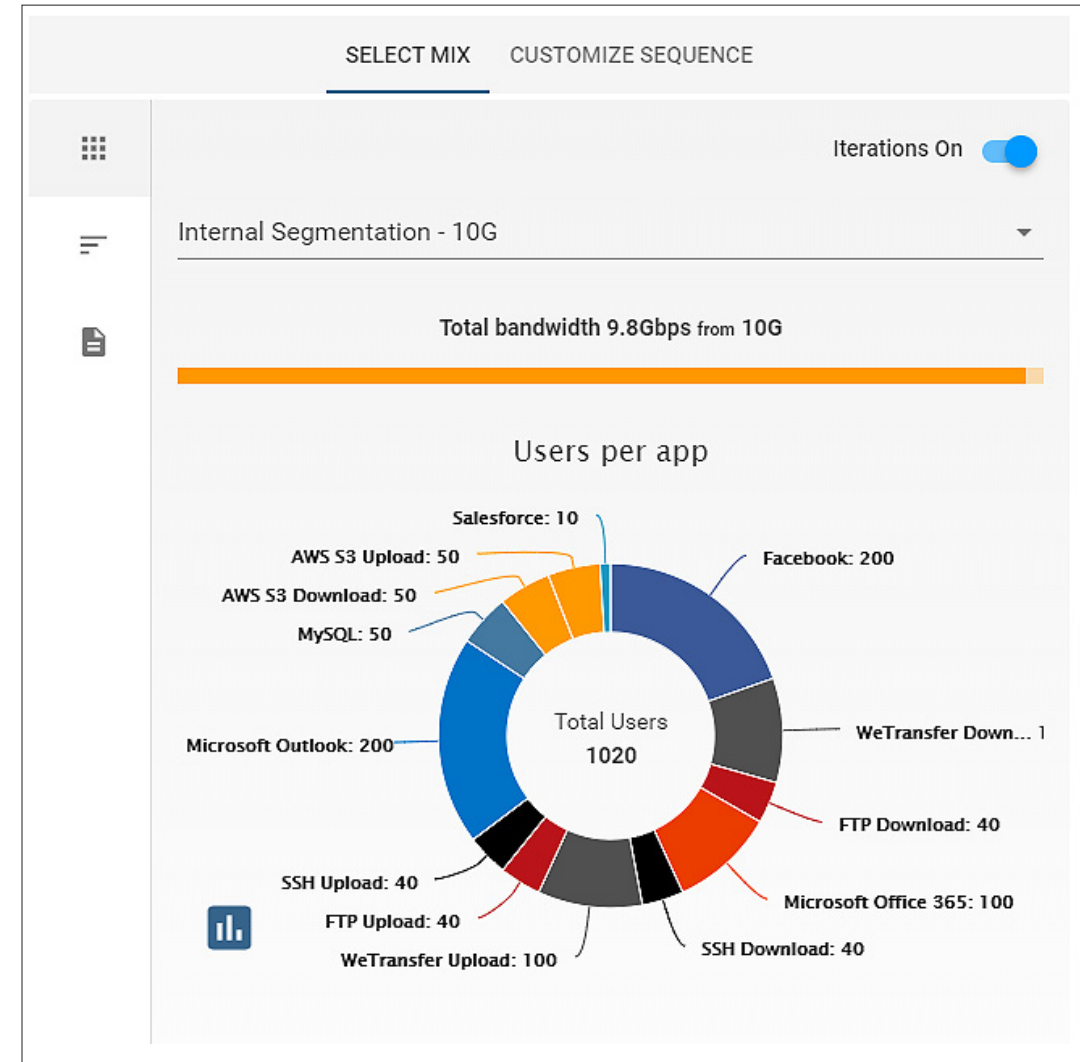 SELECT MIX CUSTOMIZE SEQUENCE
Iterations On
Internal Segmentation - 10G
Total bandwidth 9.8Gbps from 10G
Users per app
Salesforce: 10
AWS S3 Upload: 50
Facebook: 200
AWS S3 Download: 50
MySQL: 50
Total Users
1020
WeTransfer Down... 1
Microsoft Outlook: 200
FTP Download: 40
SSH Upload: 40
Microsoft Office 365: 100
FTP Upload: 40
SSH Download: 40
WeTransfer Upload: 100